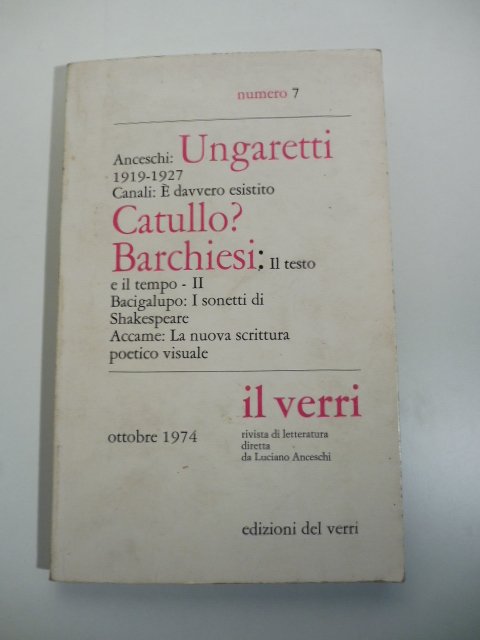 numero 7
Anceschi: Ungaretti
1919-1927
Canali: È davvero esistito
Catullo?
Barchiesi: Il testo
e il tempo - II
Bacigalupo: I sonetti di
Shakespeare
Accame: La nuova scrittura
poetico visuale
il verri
ottobre 1974
rivista di letteratura
diretta
da Luciano Anceschi
edizioni del verri